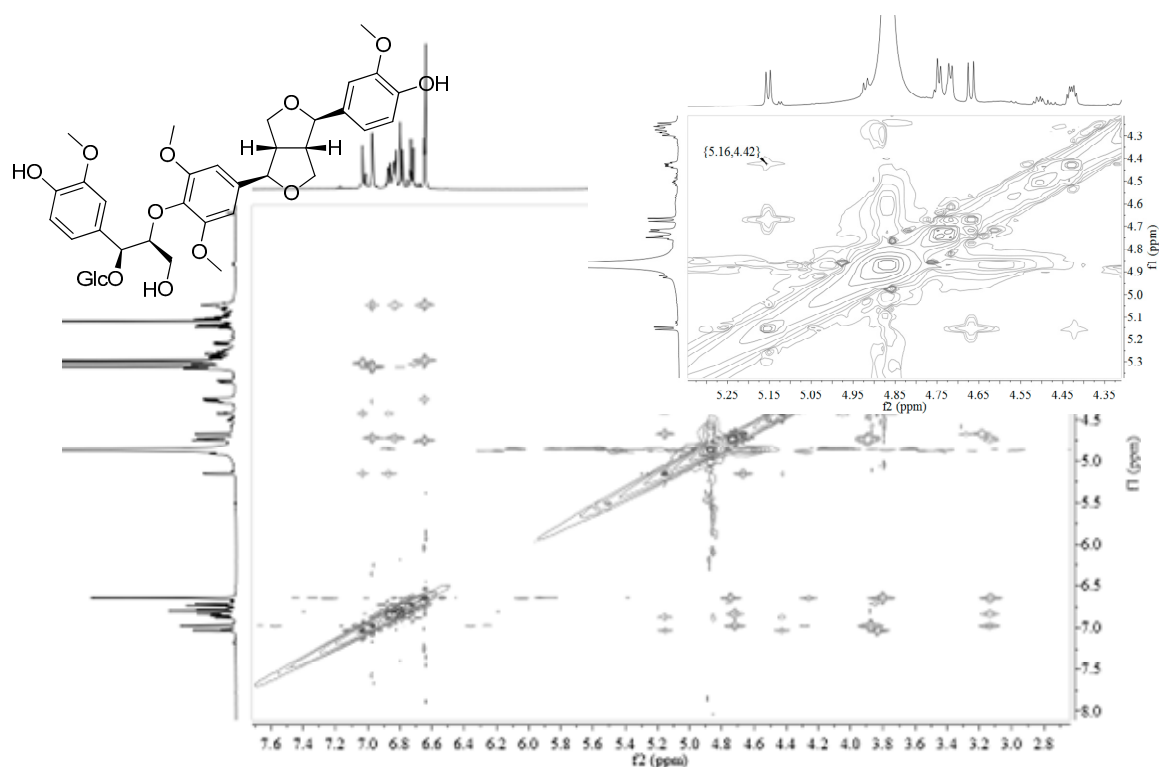 O
OH
O
O
H H
O
HO
O
O
O
GlcO
HO
{5.16,4.42}
4.3
4.4
4.6
4.7
4.8
4.9
5.0
5.1
5.3
f1 (ppm)
5.25 5.15 5.05 4.95 4.85 4.75 4.65 4.55 4.45 4.35
f2 (ppm)
4.5
5.0
5.5
6.0
6.5
7.0
7.5
8.0
f1 (ppm)
7.6 7.2 6.8 6.4 6.0 5.6 5.2 4.8 4.4 4.0 3.6 3.2 2.8
7.4 7.0 6.6 6.2 5.8 5.4 5.0 4.6 4.2 3.8 3.4 3.0
f2 (ppm)